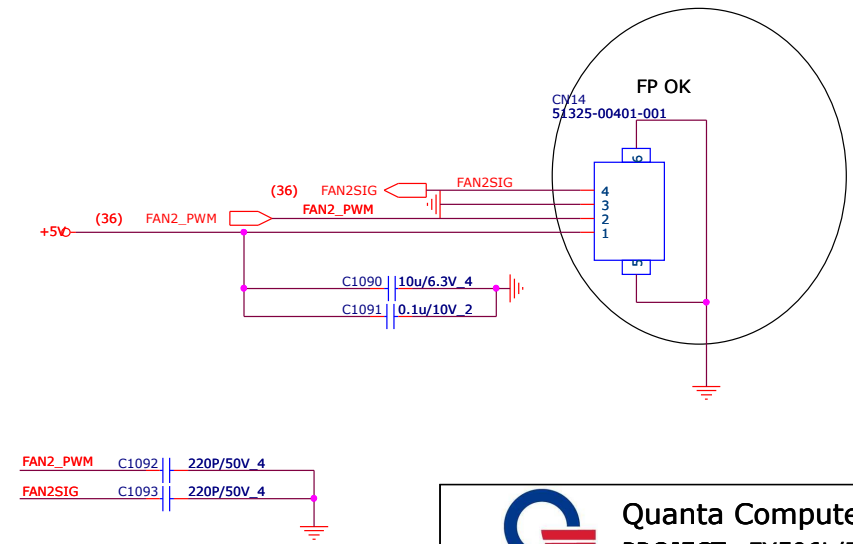 FP OK
CN14
51325-00401-001
6
(36) FAN2SIG FAN2SIG 4
3
(36) FAN2_PWM FAN2_PWM 2
+5V 1
5
C1090 10u/6.3V_4
C1091 0.1u/10V_2
FAN2_PWM C1092 220P/50V_4
FAN2SIG C1093 220P/50V_4
Quanta Compute